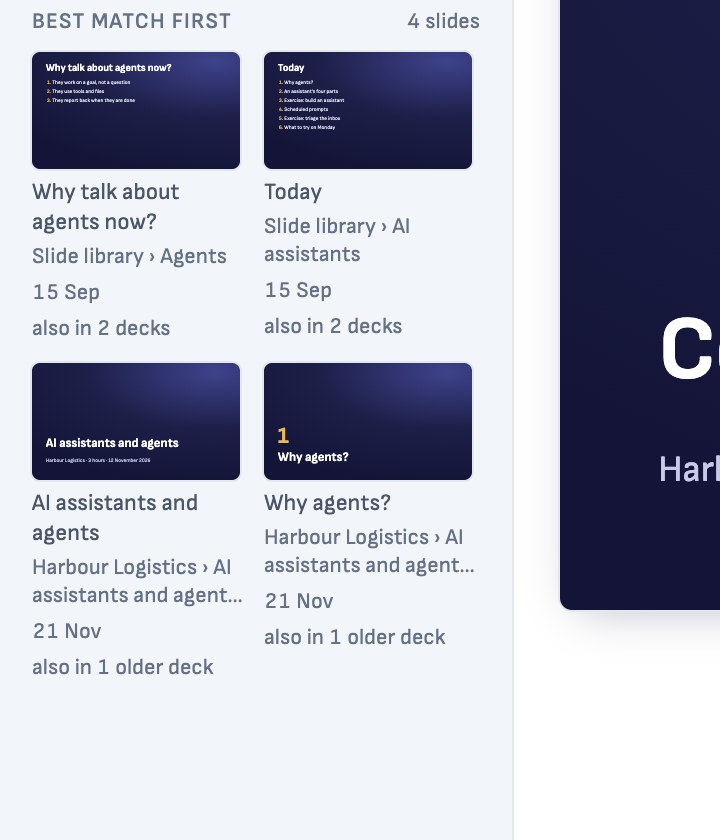 BEST MATCH FIRST
4 slides
Why talk about agents now?
1. They work on a goal, not a question
2. They use tools and files
3. They report back when they are done
Today
1. Why agents?
2. An assistant's four parts
3. Exercise: build an assistant
4. Scheduled prompts
5. Exercise: triage the inbox
6. What to try on Monday
Why talk about
agents now?
Slide library › Agents
15 Sep
also in 2 decks
Today
Slide library › AI
assistants
15 Sep
also in 2 decks
AI assistants and agents
Harbour Logistics · 3 hours · 12 November 2026
1
Why agents?
AI assistants and
agents
Harbour Logistics › AI
assistants and agent...
21 Nov
also in 1 older deck
Why agents?
Harbour Logistics › AI
assistants and agent...
21 Nov
also in 1 older deck